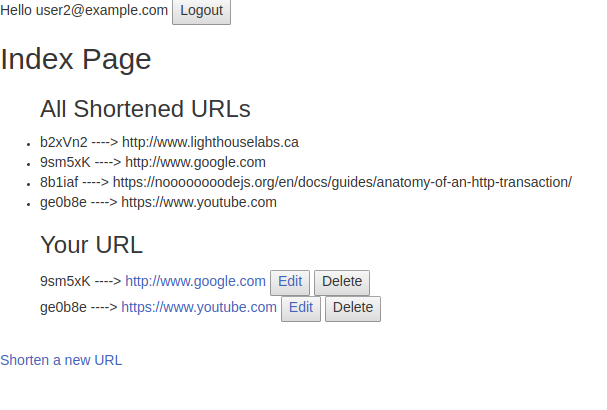 Hello user2@example.com Logout
Index Page
All Shortened URLs
b2xVn2 ----> http://www.lighthouselabs.ca
9sm5xK ----> http://www.google.com
8b1iaf ----> https://noooooooodejs.org/en/docs/guides/anatomy-of-an-http-transaction/
ge0b8e ----> https://www.youtube.com
Your URL
9sm5xK ----> http://www.google.com Edit Delete
ge0b8e ----> https://www.youtube.com Edit Delete
Shorten a new URL